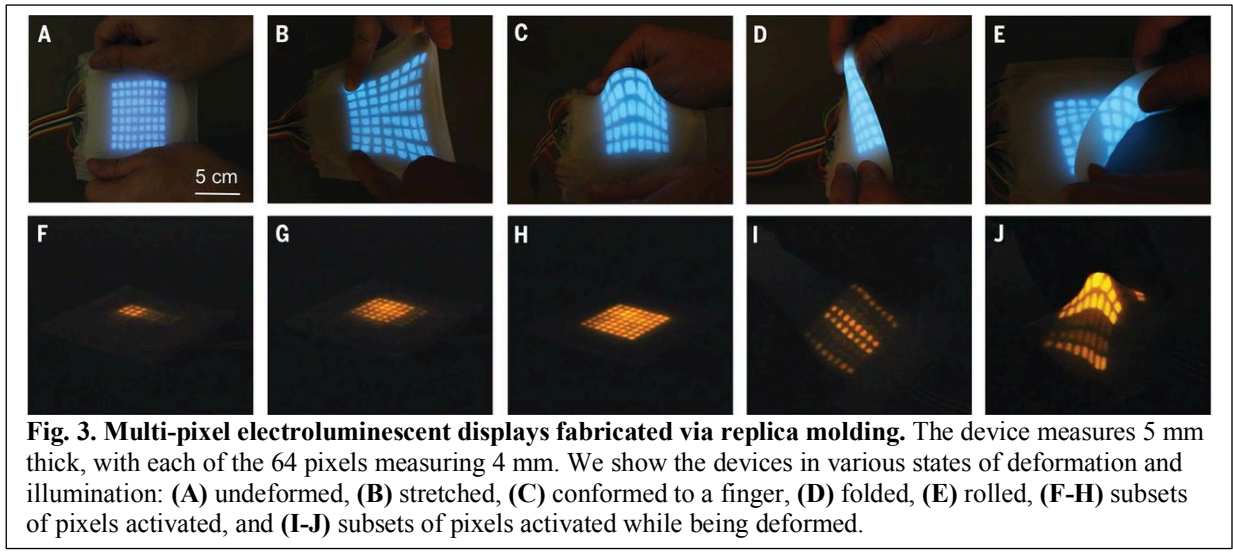 A B C D E
5 cm
F G H I J
Fig. 3. Multi-pixel electroluminescent displays fabricated via replica molding. The device measures 5 mm
thick, with each of the 64 pixels measuring 4 mm. We show the devices in various states of deformation and
illumination: (A) undeformed, (B) stretched, (C) conformed to a finger, (D) folded, (E) rolled, (F-H) subsets
of pixels activated, and (I-J) subsets of pixels activated while being deformed.